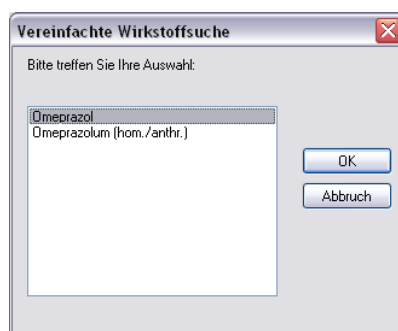 Vereinfachte Wirkstoffsuche
Bitte treffen Sie Ihre Auswahl:
Omeprazol
Omeprazolum (hom./anthr.)
OK
Abbruch